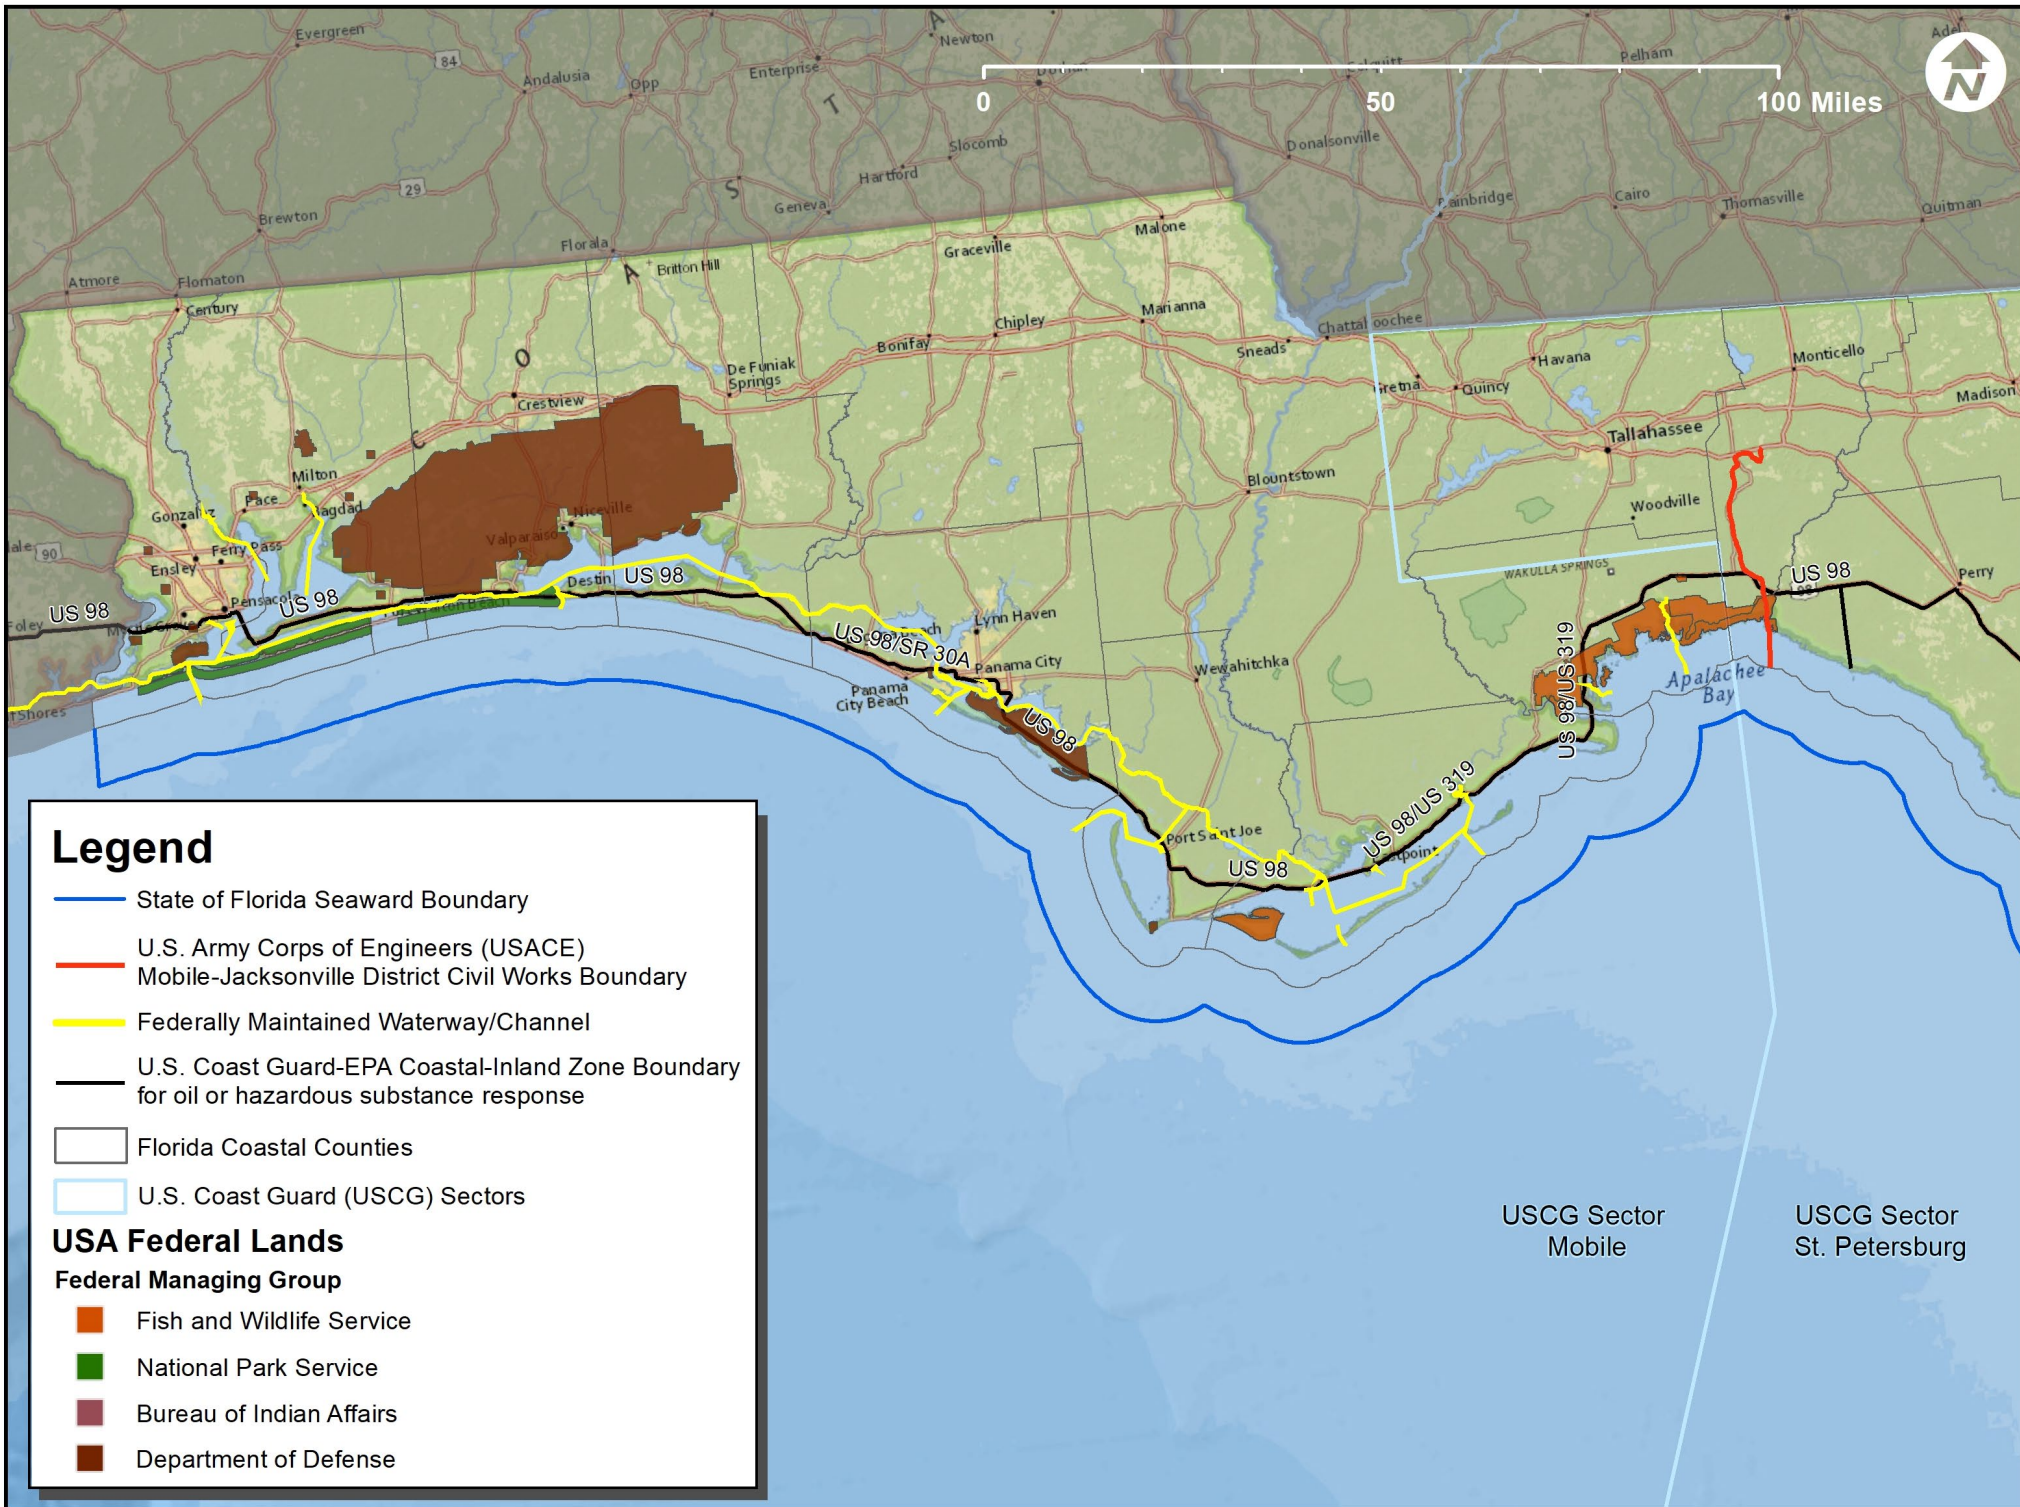 Evergreen
84
Andalusia
Opp
Enterprise
Newton
A
Adel
Pelham
N
0
50
100 Miles
T
Slocomb
Donalsonville
29
Hartford
S
Geneva
Brewton
Cairo
Thomasville
Quitman
Florala
Graceville
Malone
A
Britton Hill
Atmore
Flomaton
Century
Marianna
Chipley
Bonifay
Sneads
Havana
Monticello
O
De Funiak
Springs
Gretna
Quincy
Madison
Crestview
C
Tallahassee
Milton
Pace
Bagdad
Blountstown
Woodville
Niceville
Valparaiso
90
Ferry Pass
Ensley
WAKULLA SPRINGS
US 98
Perry
Destin
US 98
US 98
US 98
Pensacola
Foley
Lynn Haven
US 98/SR 30A
Panama City
Wewahitchka
Panama
City Beach
US 98
US 98/US 319
Apalachee
Bay
Port Saint Joe
US 98/US 319
US 98
Legend
State of Florida Seaward Boundary
U.S. Army Corps of Engineers (USACE)
Mobile-Jacksonville District Civil Works Boundary
Federally Maintained Waterway/Channel
U.S. Coast Guard-EPA Coastal-Inland Zone Boundary
for oil or hazardous substance response
Florida Coastal Counties
U.S. Coast Guard (USCG) Sectors
USA Federal Lands
Federal Managing Group
Fish and Wildlife Service
National Park Service
Bureau of Indian Affairs
Department of Defense
USCG Sector
Mobile
USCG Sector
St. Petersburg